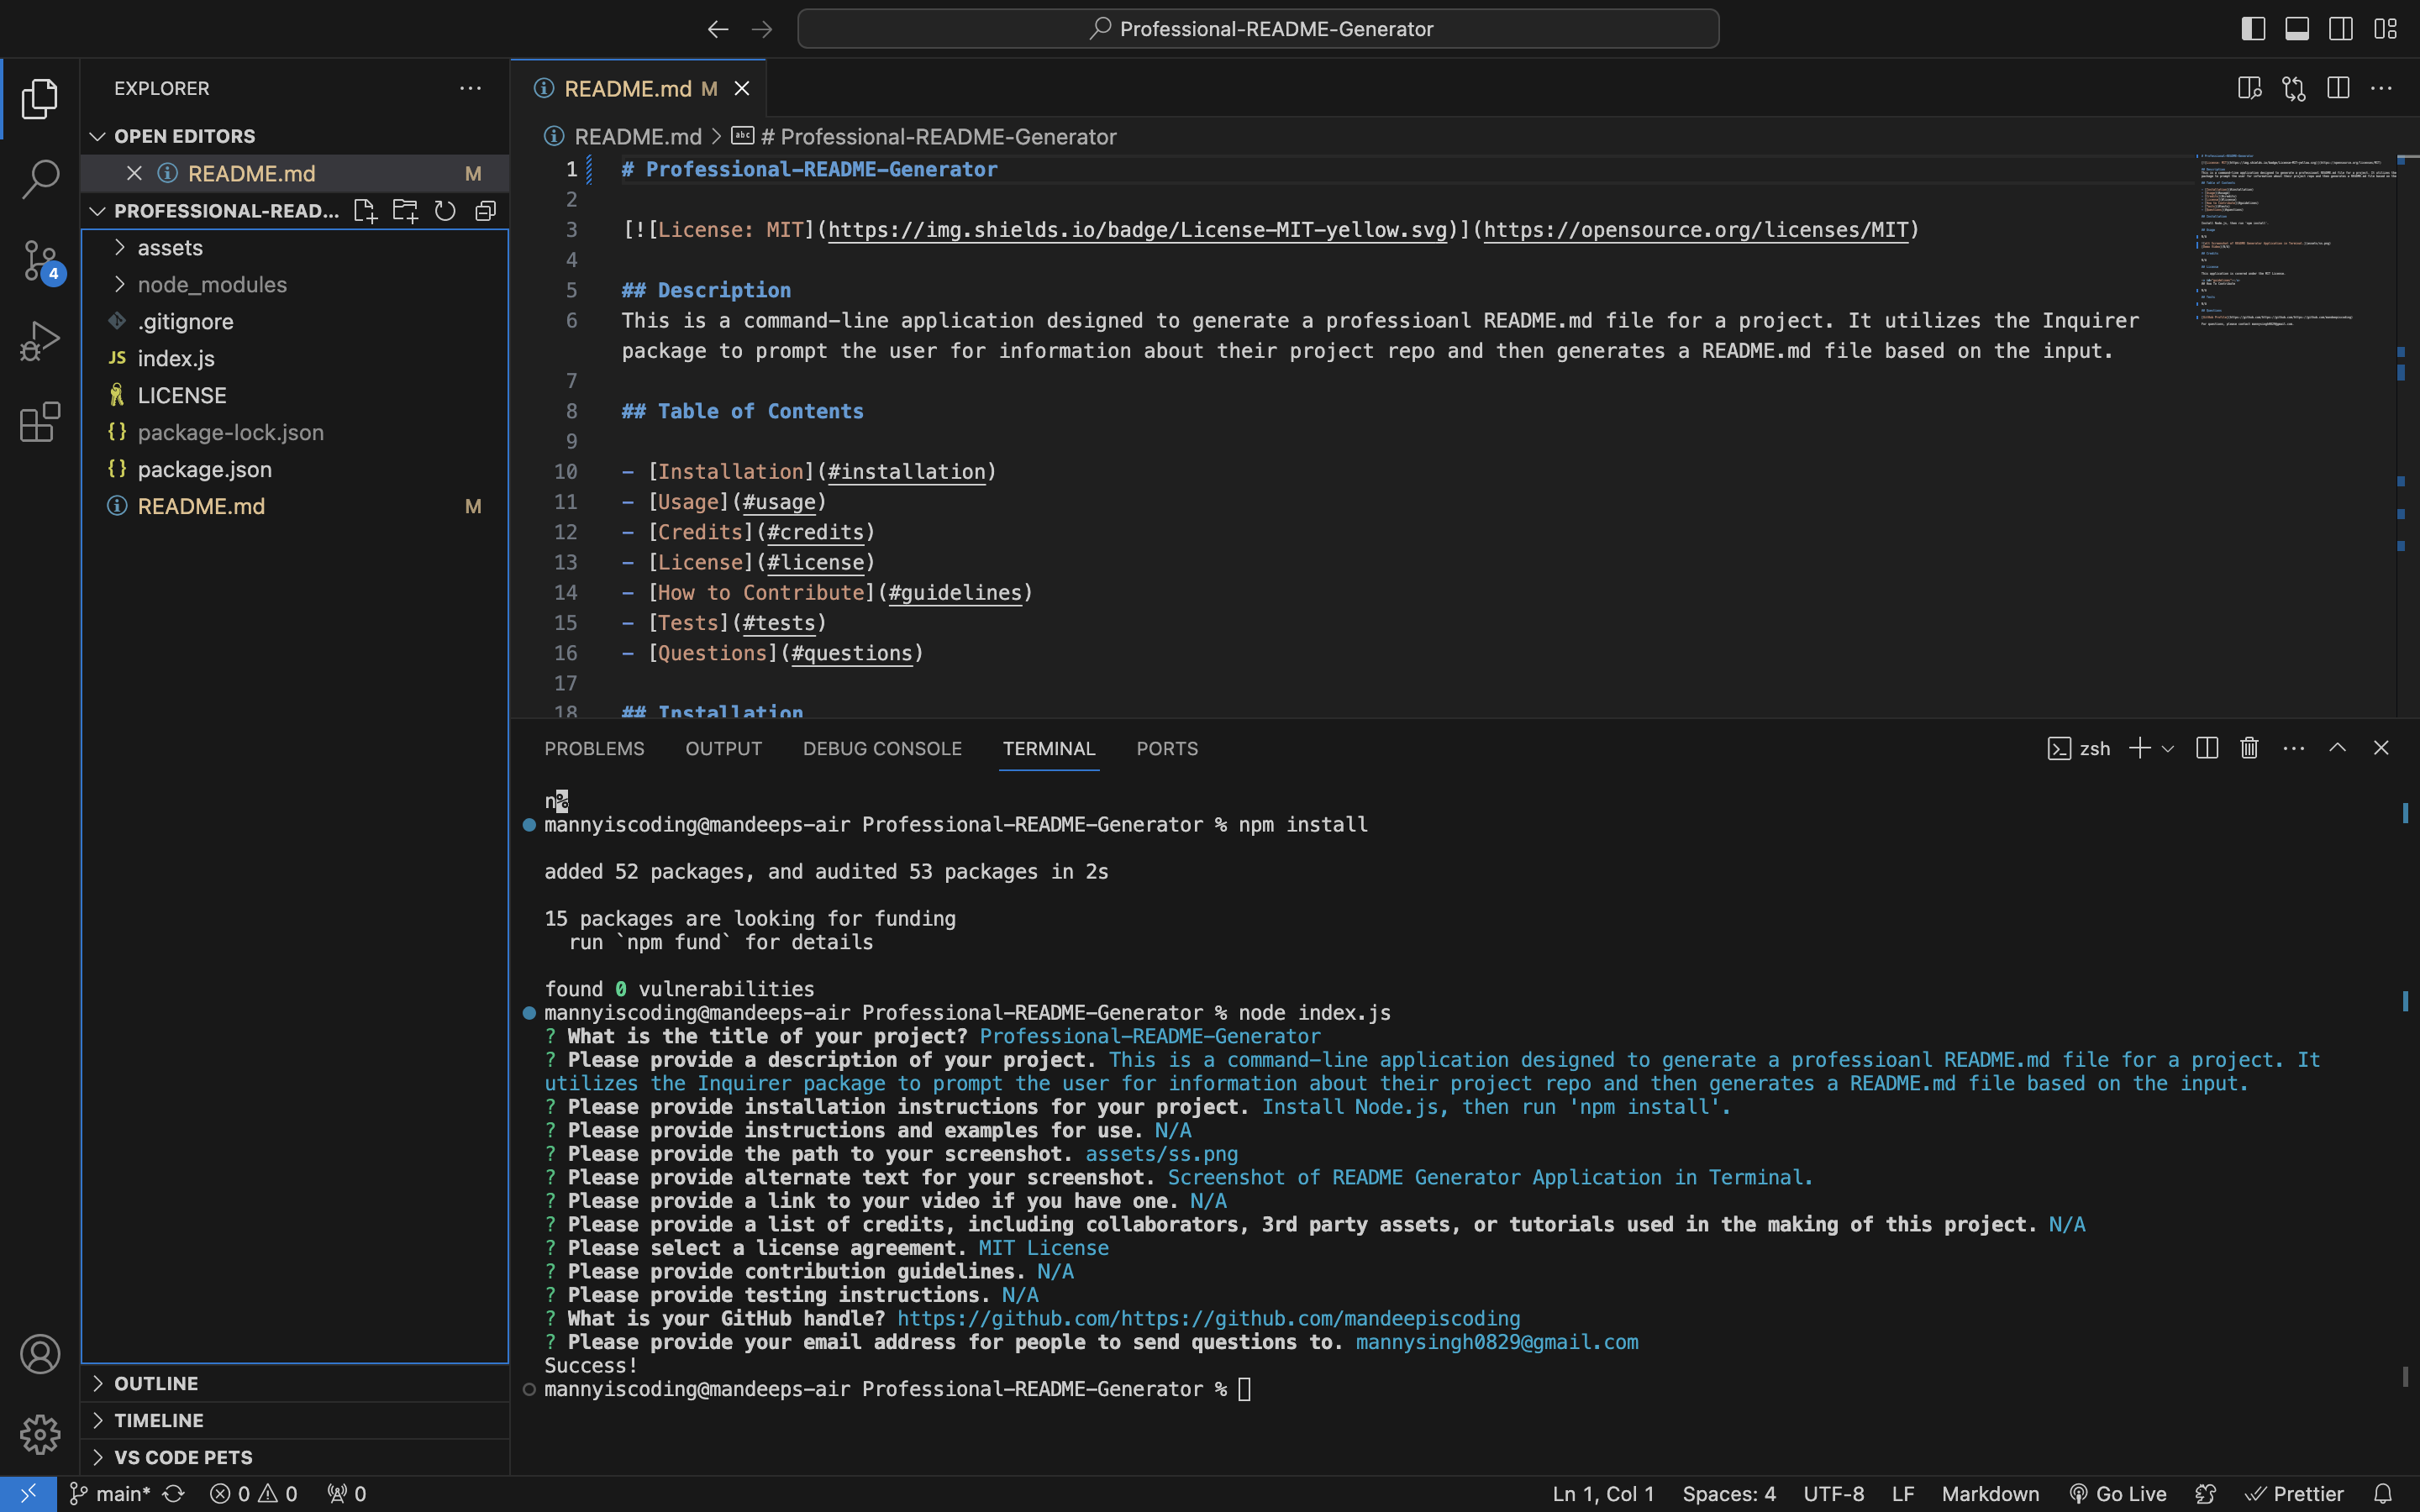 Professional-README-Generator
EXPLORER
OPEN EDITORS
README.md M
PROFESSIONAL-READ...
assets
node_modules
.gitignore
JS index.js
LICENSE
{} package-lock.json
{} package.json
README.md M
4
OUTLINE
TIMELINE
VS CODE PETS
README.md M
README.md > # Professional-README-Generator
1 # Professional-README-Generator
2
3 [![License: MIT](https://img.shields.io/badge/License-MIT-yellow.svg)](https://opensource.org/licenses/MIT)
4
5 ## Description
6 This is a command-line application designed to generate a professioanl README.md file for a project. It utilizes the Inquirer
package to prompt the user for information about their project repo and then generates a README.md file based on the input.
7
8 ## Table of Contents
9
10 - [Installation](#installation)
11 - [Usage](#usage)
12 - [Credits](#credits)
13 - [License](#license)
14 - [How to Contribute](#guidelines)
15 - [Tests](#tests)
16 - [Questions](#questions)
17
18 ## Installation
PROBLEMS OUTPUT DEBUG CONSOLE TERMINAL PORTS
zsh
n%
mannyiscoding@mandeeps-air Professional-README-Generator % npm install
added 52 packages, and audited 53 packages in 2s
15 packages are looking for funding
run `npm fund` for details
found 0 vulnerabilities
mannyiscoding@mandeeps-air Professional-README-Generator % node index.js
? What is the title of your project? Professional-README-Generator
? Please provide a description of your project. This is a command-line application designed to generate a professioanl README.md file for a project. It
utilizes the Inquirer package to prompt the user for information about their project repo and then generates a README.md file based on the input.
? Please provide installation instructions for your project. Install Node.js, then run 'npm install'.
? Please provide instructions and examples for use. N/A
? Please provide the path to your screenshot. assets/ss.png
? Please provide alternate text for your screenshot. Screenshot of README Generator Application in Terminal.
? Please provide a link to your video if you have one. N/A
? Please provide a list of credits, including collaborators, 3rd party assets, or tutorials used in the making of this project. N/A
? Please select a license agreement. MIT License
? Please provide contribution guidelines. N/A
? Please provide testing instructions. N/A
? What is your GitHub handle? https://github.com/https://github.com/mandeepiscoding
? Please provide your email address for people to send questions to. mannysingh0829@gmail.com
Success!
mannyiscoding@mandeeps-air Professional-README-Generator %
main* 0 0 0 Ln 1, Col 1 Spaces: 4 UTF-8 LF Markdown Go Live Prettier